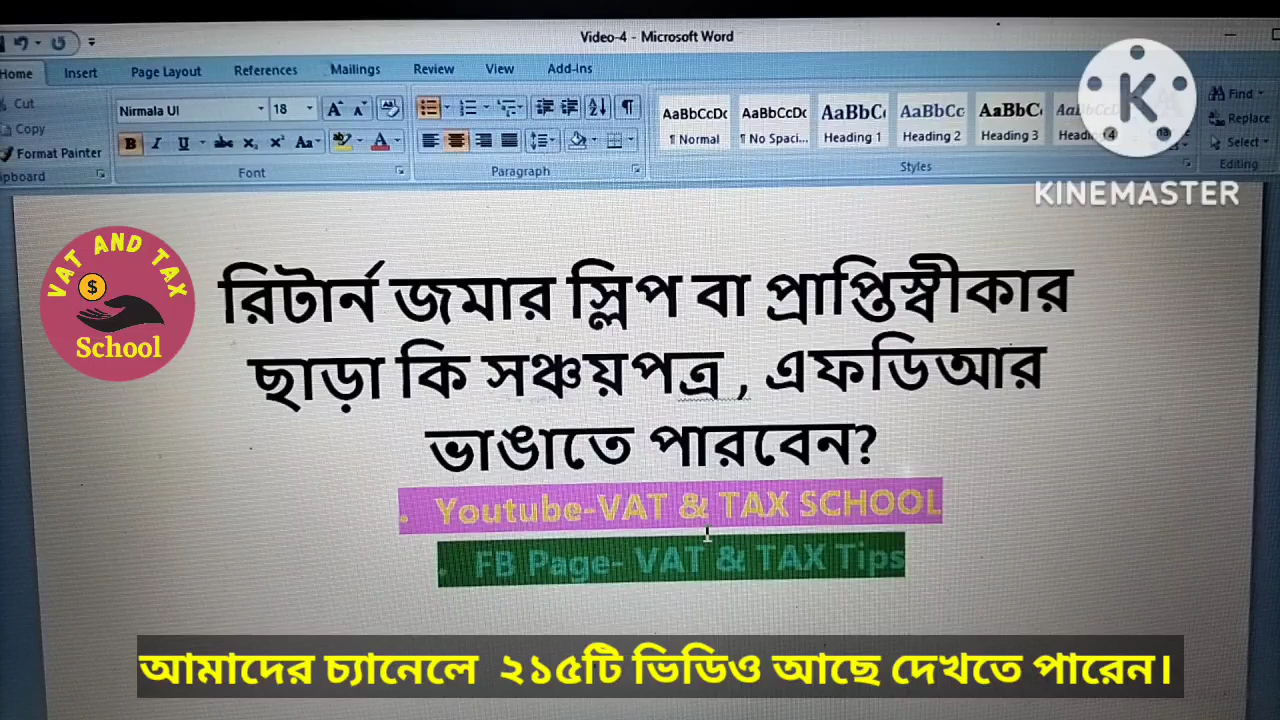 Video-4 - Microsoft Word
Home Insert Page Layout References Mailings Review View Add-Ins
Cut
Copy
Format Painter
Nirmala UI 18
Font
Paragraph
AaBbCcDc AaBbCcDc AaBbC AaBbCc AaBbC
¶ Normal ¶ No Spaci... Heading 1 Heading 2 Heading 3
Styles
Find
Replace
Select
Editing
K
KINEMASTER
VAT AND TAX
$
School
রিটার্ন জমার স্লিপ বা প্রাপ্তিস্বীকার
ছাড়া কি সঞ্চয়পত্র , এফডিআর
ভাঙাতে পারবেন?
• Youtube-VAT & TAX SCHOOL
• FB Page- VAT & TAX Tips
আমাদের চ্যানেলে ২১৫টি ভিডিও আছে দেখতে পারেন।